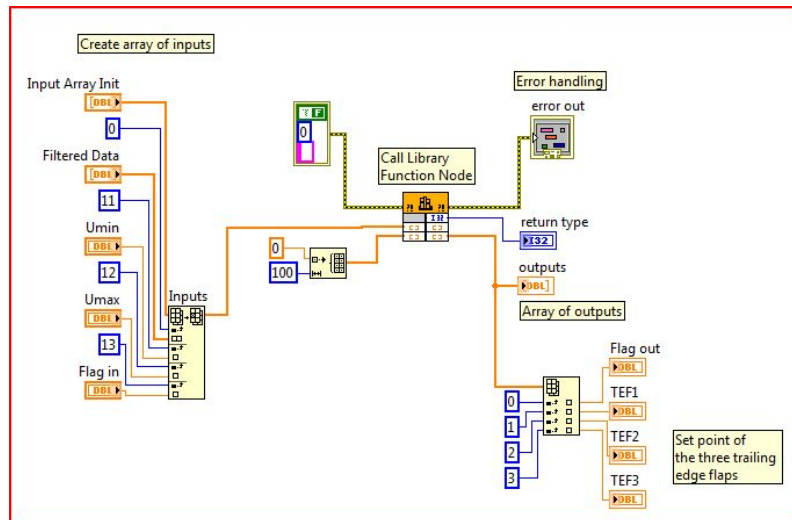 Create array of inputs
Input Array Init
DBL
0
Filtered Data
DBL
11
Umin
DBL
12
Umax
DBL
13
Flag in
DBL
Inputs
F
0
Call Library
Function Node
?!
?!
I32
0
100
Error handling
error out
return type
I32
outputs
DBL
Array of outputs
0
1
2
3
Flag out
DBL
TEF1
DBL
TEF2
DBL
TEF3
DBL
Set point of
the three trailing
edge flaps